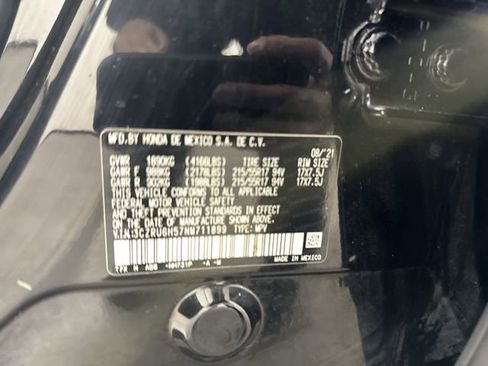 MFD.BY HONDA DE MEXICO S.A. DE C.V.
08/'21
GVWR 1890KG (4166LBS) TIRE SIZE RIM SIZE
GAWR F 988KG (2178LBS) 215/55R17 94V 17X7.5J
GAWR R 902KG (1988LBS) 215/55R17 94V 17X7.5J
THIS VEHICLE CONFORMS TO ALL APPLICABLE
FEDERAL MOTOR VEHICLE SAFETY
AND THEFT PREVENTION STANDARDS IN EFFECT ON
THE DATE OF MANUFACTURE SHOWN ABOVE.
V.I.N.:3CZRU6H57NM711899 TYPE: MPV
MADE IN MEXICO